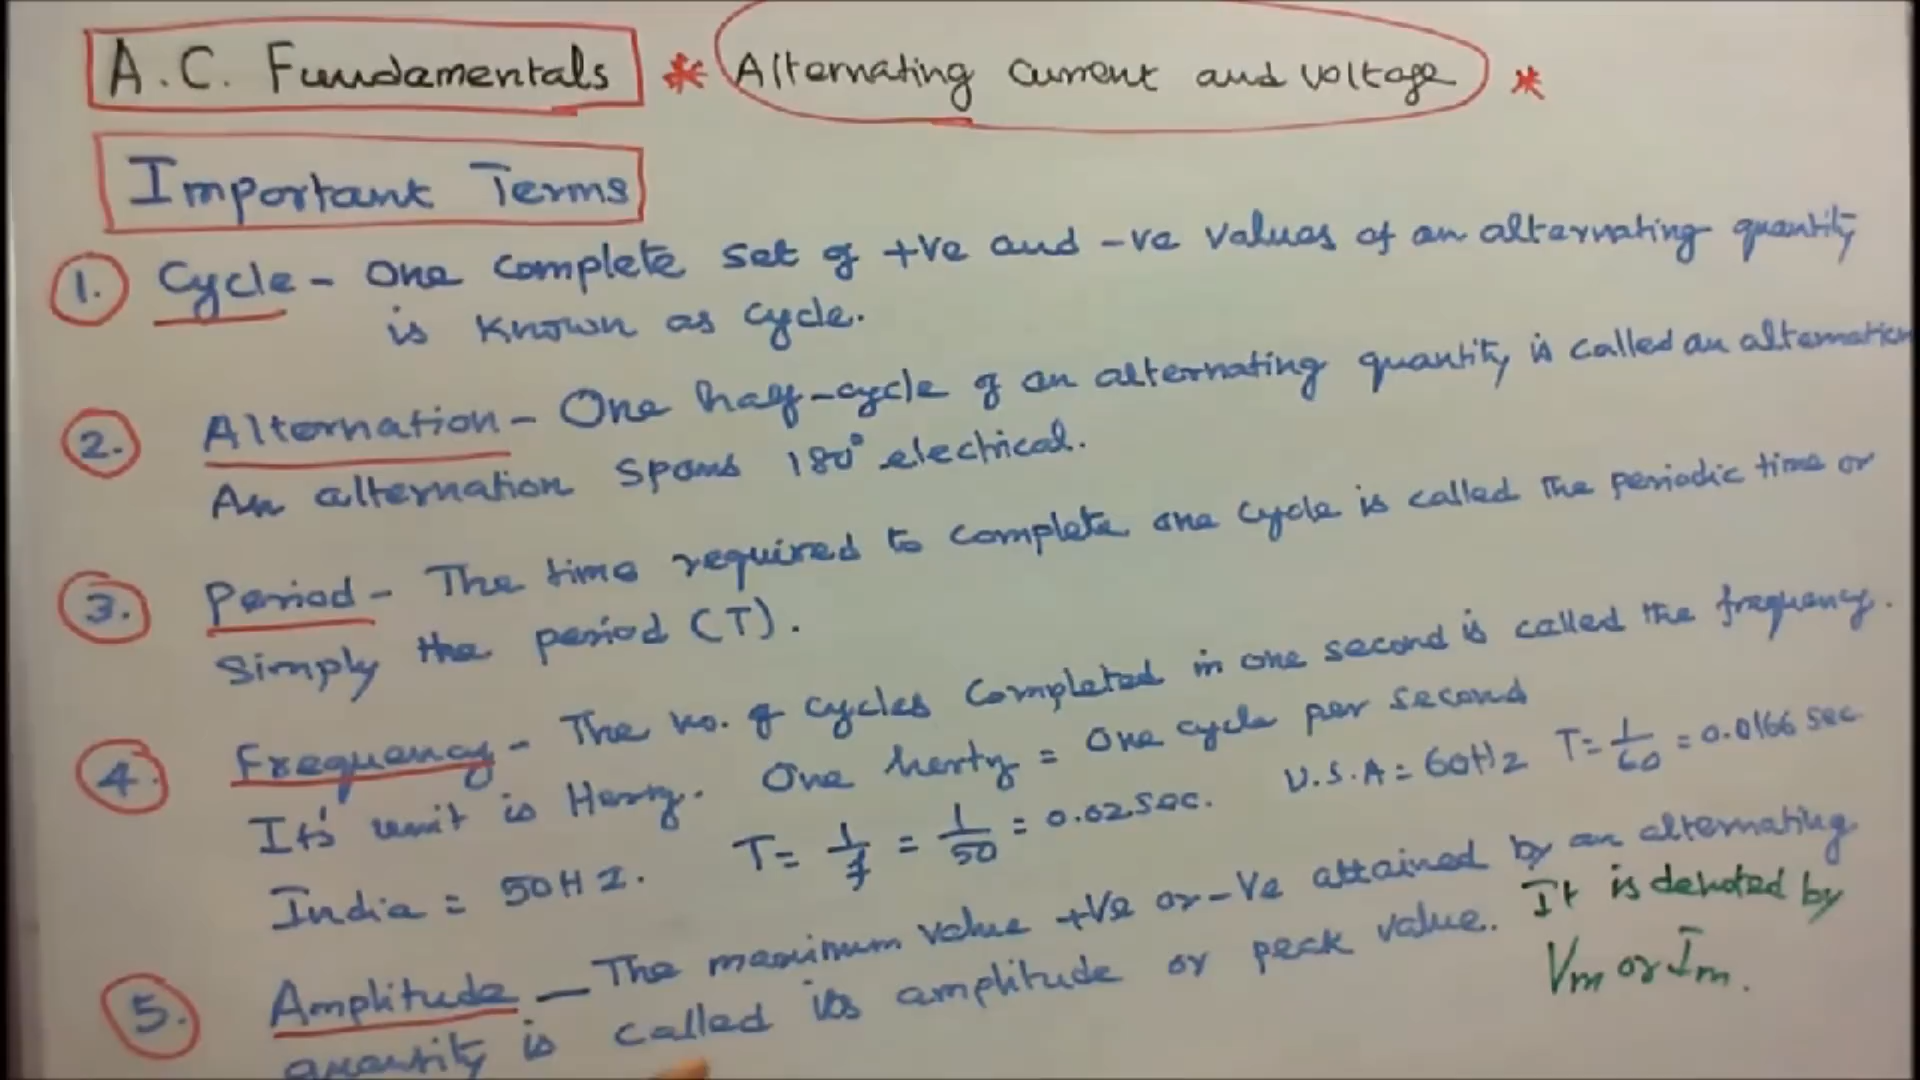 A.C. Fundamentals * Alternating Current and voltage *
Important Terms
1. Cycle - One complete set of +ve and -ve values of an alternating quantity
is known as cycle.
2. Alternation - One half-cycle of an alternating quantity is called an alternation
An alternation spans 180° electrical.
3. Period - The time required to complete one cycle is called the periodic time or
simply the period (T).
4. Frequency - The no. of cycles completed in one second is called the frequency.
It's unit is Hertz. One hertz = one cycle per second
India = 50Hz. T = 1/f = 1/50 = 0.02 sec. U.S.A = 60Hz T = 1/60 = 0.0166 sec
5. Amplitude - The maximum value +ve or -ve attained by an alternating
quantity is called its amplitude or peak value. It is denoted by
Vm or Im.